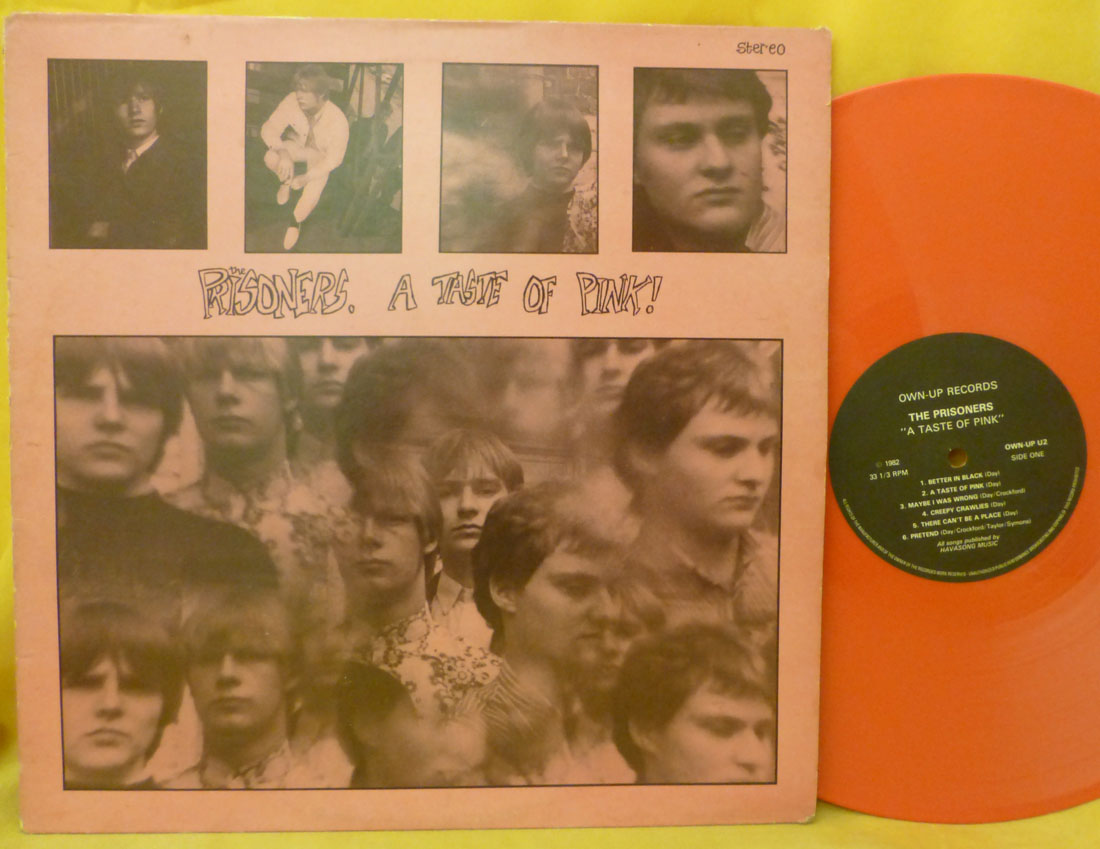 Stereo
the PRISONERS. A TASTE OF PINK!
OWN-UP RECORDS
THE PRISONERS
"A TASTE OF PINK"
OWN-UP U2
© 1982
SIDE ONE
33 1/3 RPM
1. BETTER IN BLACK (Day)
2. A TASTE OF PINK (Day)
3. MAYBE I WAS WRONG (Day/Crockford)
4. CREEPY CRAWLIES (Day)
5. THERE CAN'T BE A PLACE (Day)
6. PRETEND (Day/Crockford/Taylor/Symons)
All songs published by
HAVASONG MUSIC